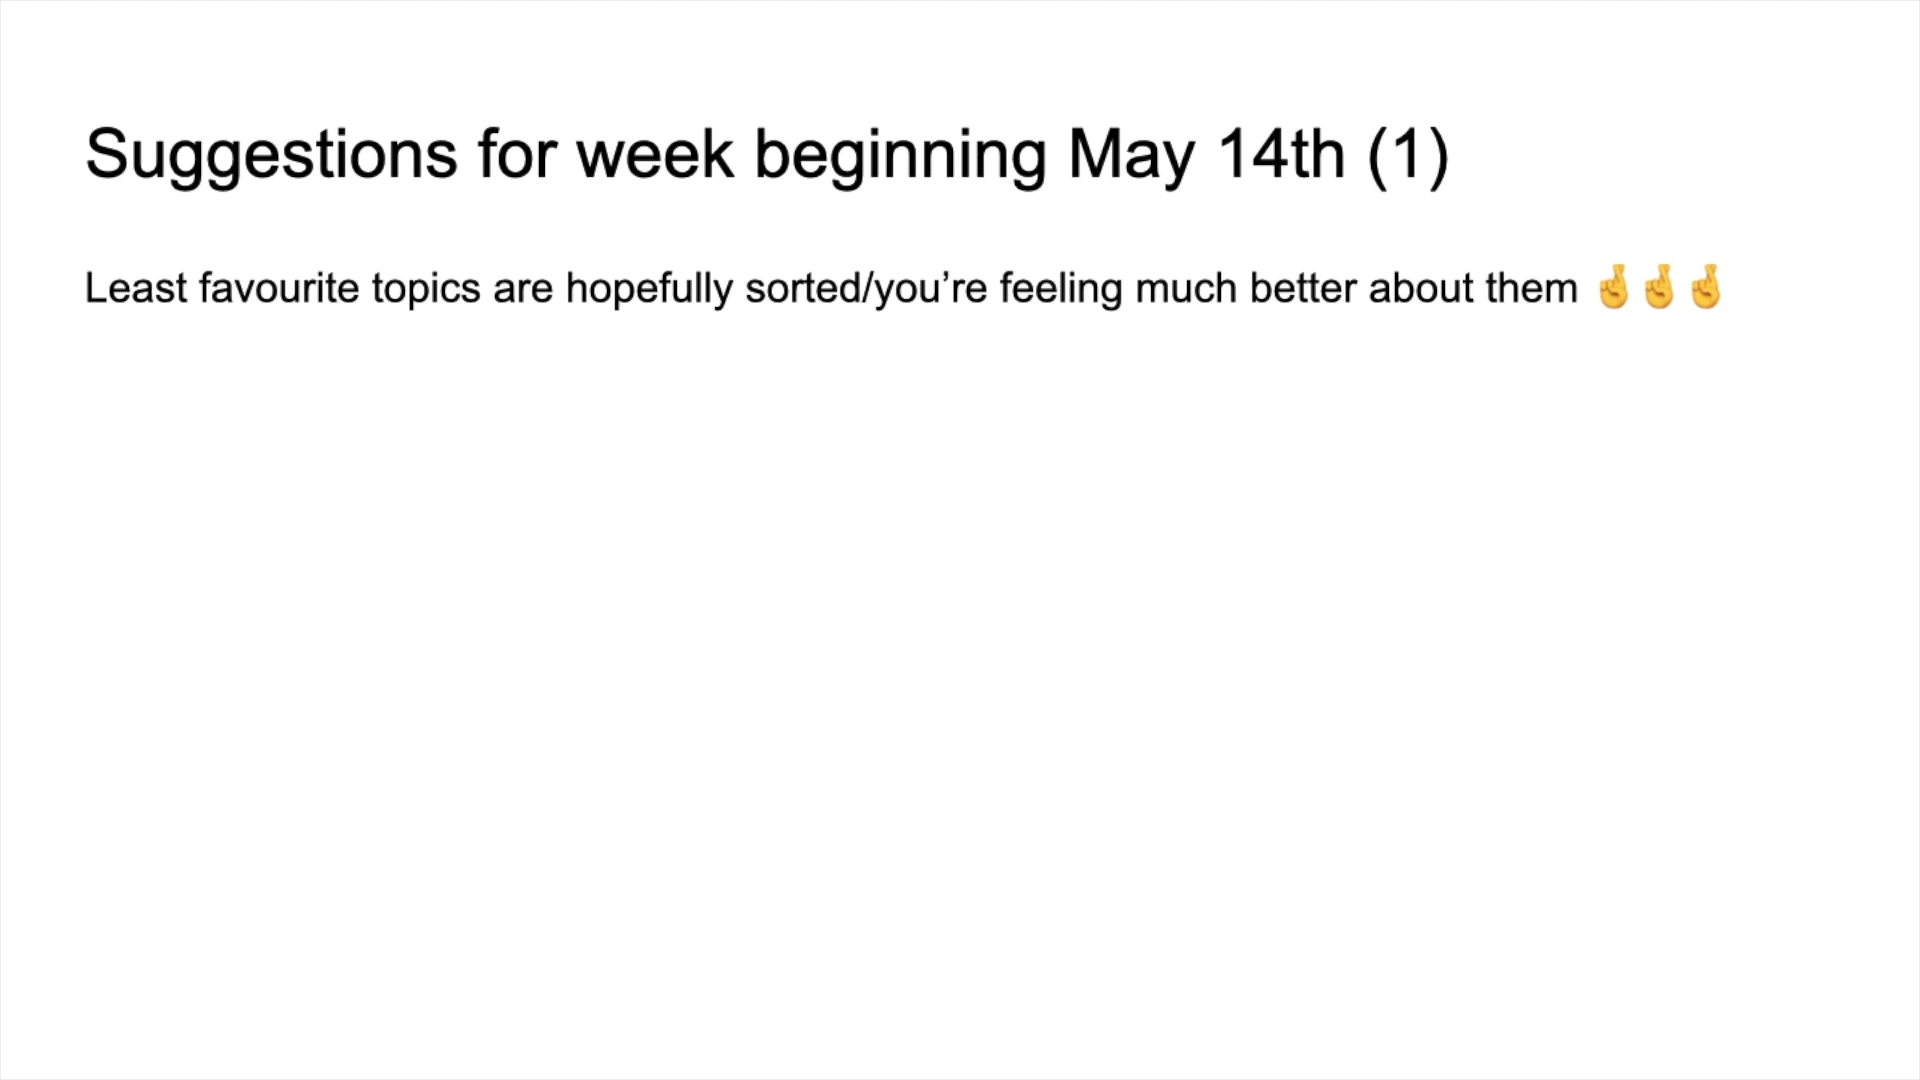 Suggestions for week beginning May 14th (1)
Least favourite topics are hopefully sorted/you’re feeling much better about them 🤞🤞🤞